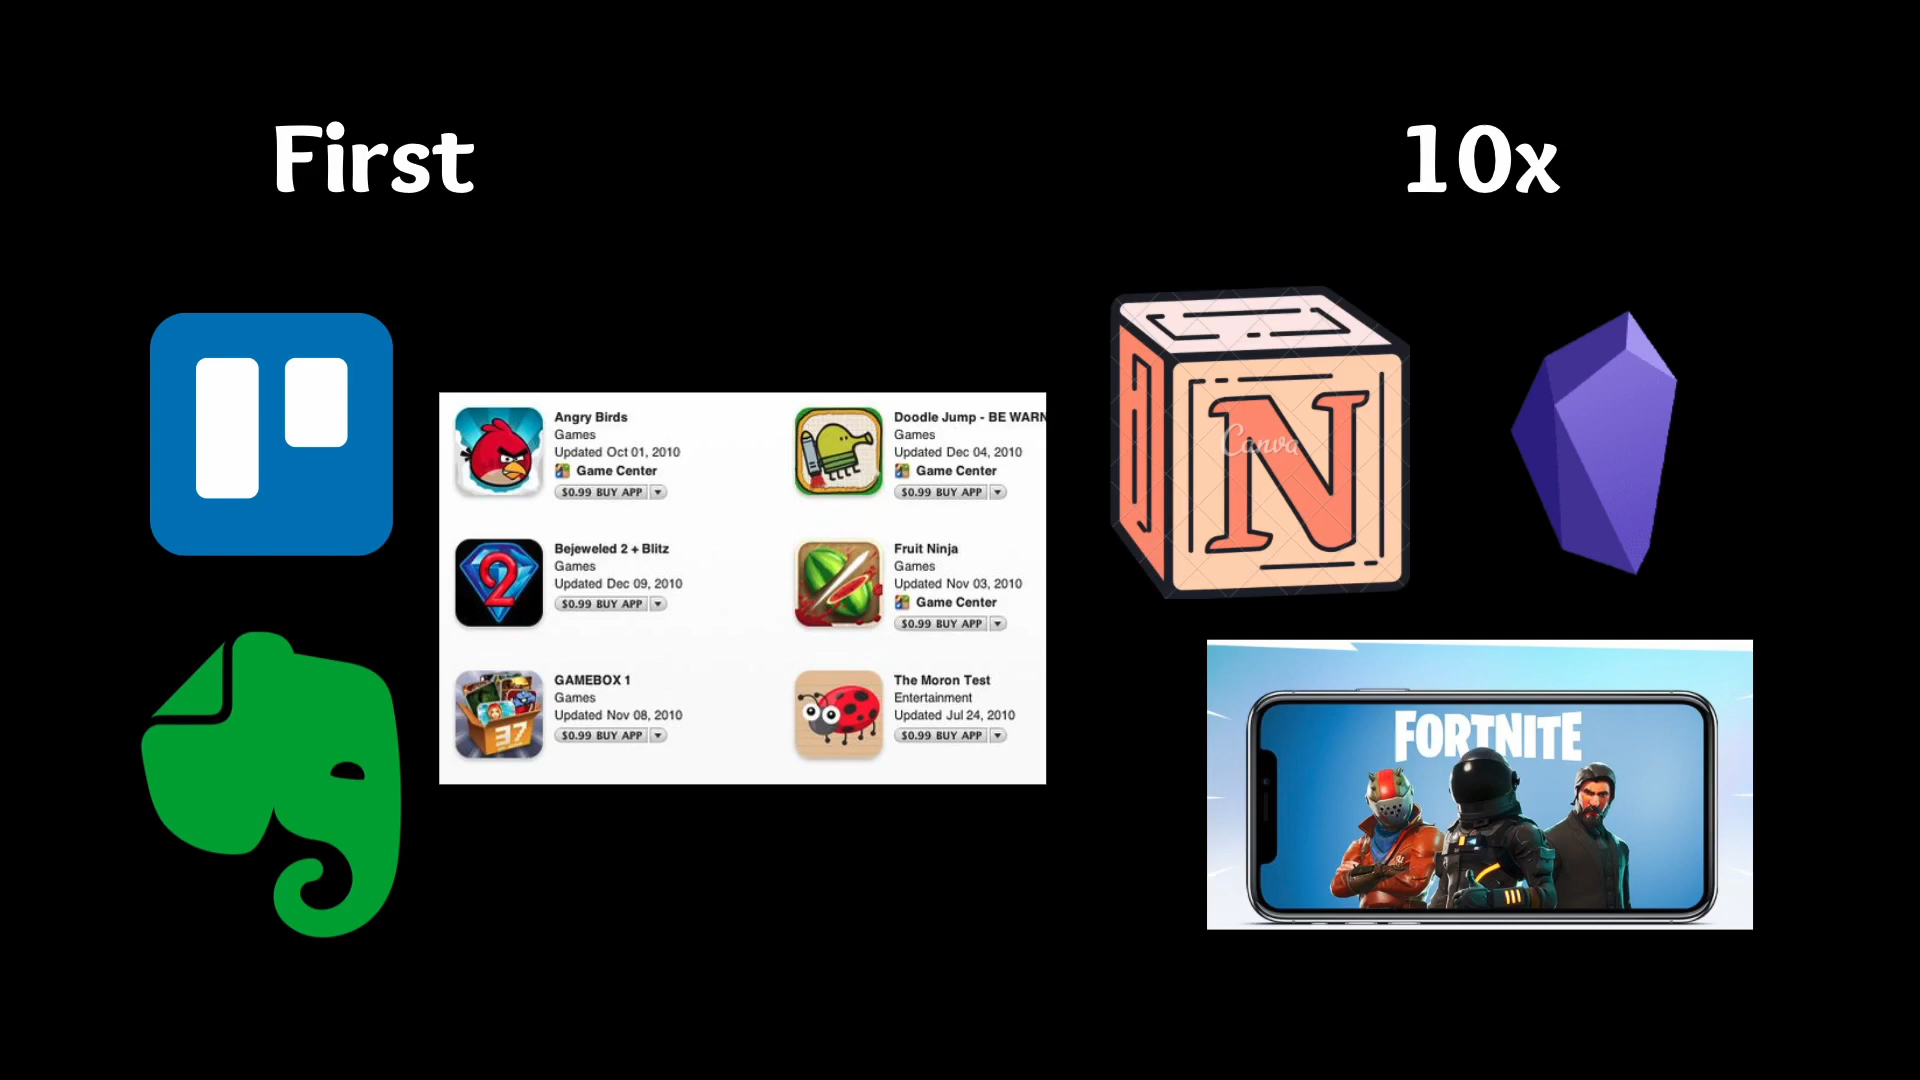 First
10x
Angry Birds
Games
Updated Oct 01, 2010
Game Center
$0.99 BUY APP
Doodle Jump - BE WARN
Games
Updated Dec 04, 2010
Game Center
$0.99 BUY APP
Bejeweled 2 + Blitz
Games
Updated Dec 09, 2010
$0.99 BUY APP
2
Fruit Ninja
Games
Updated Nov 03, 2010
Game Center
$0.99 BUY APP
GAMEBOX 1
Games
Updated Nov 08, 2010
$0.99 BUY APP
37
The Moron Test
Entertainment
Updated Jul 24, 2010
$0.99 BUY APP
N
Canva
FORTNITE